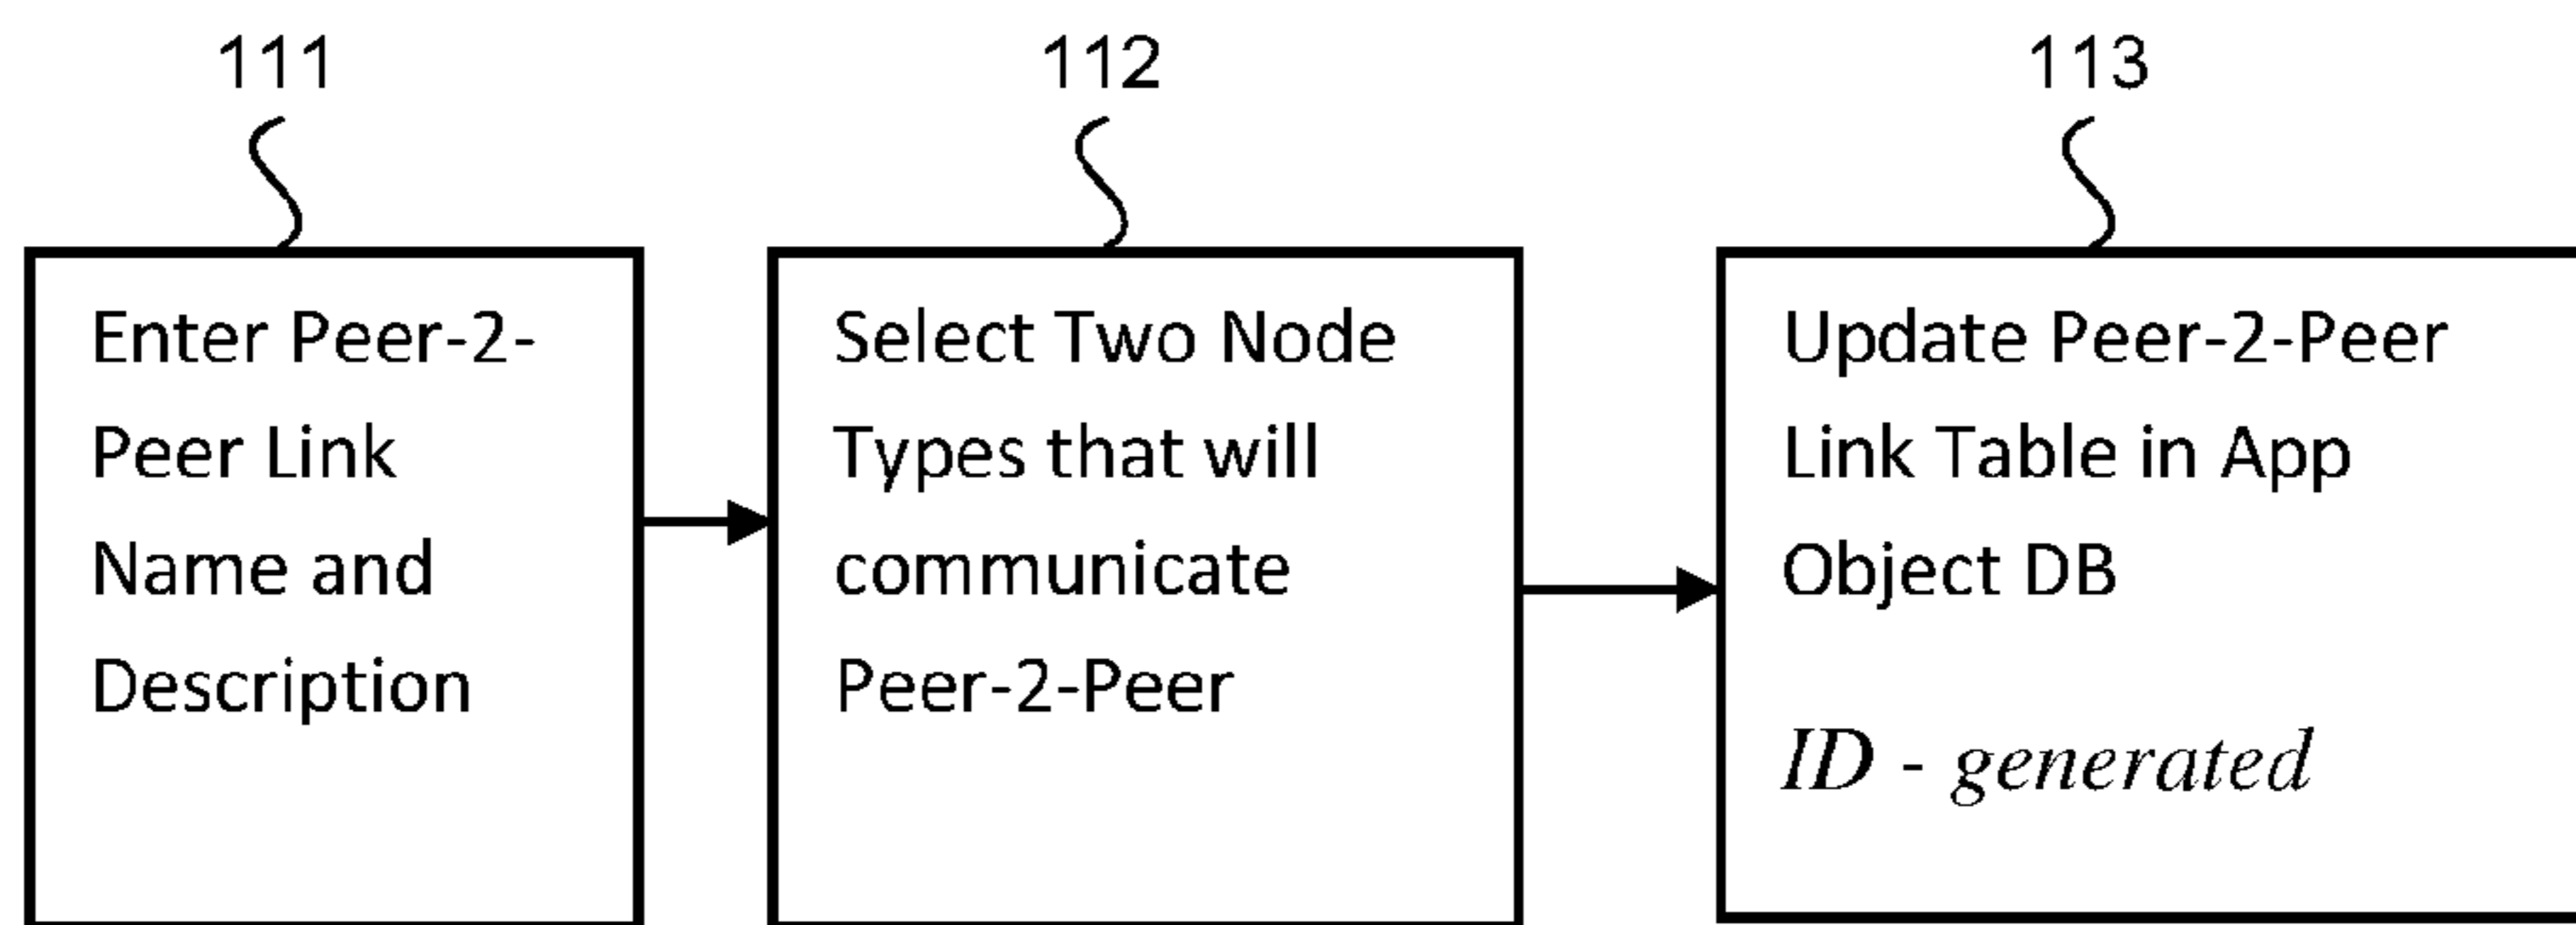 111
Enter Peer-2-
Peer Link
Name and
Description
112
Select Two Node
Types that will
communicate
Peer-2-Peer
113
Update Peer-2-Peer
Link Table in App
Object DB
ID - generated